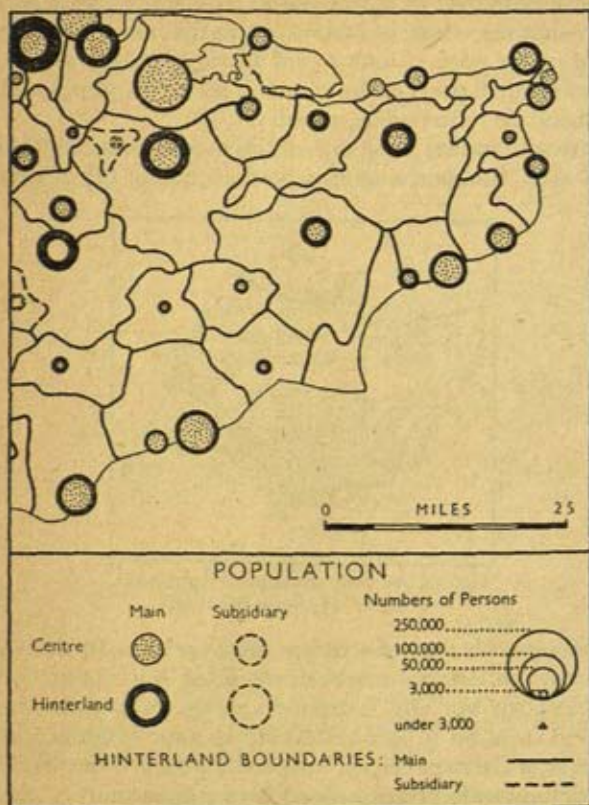 0 MILES 25
POPULATION
Main Subsidiary
Centre
Hinterland
Numbers of Persons
250,000
100,000
50,000
3,000
under 3,000
HINTERLAND BOUNDARIES: Main
Subsidiary